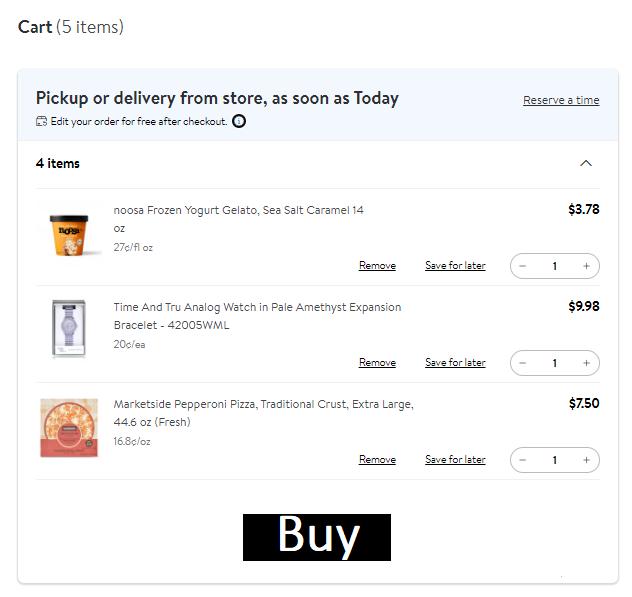 Cart (5 items)
Pickup or delivery from store, as soon as Today
Reserve a time
Edit your order for free after checkout.
4 items
noosa Frozen Yogurt Gelato, Sea Salt Caramel 14
oz
$3.78
27¢/fl oz
Remove Save for later - 1 +
noosa
Time And Tru Analog Watch in Pale Amethyst Expansion
Bracelet - 42005WML
$9.98
20¢/ea
Remove Save for later - 1 +
Marketside Pepperoni Pizza, Traditional Crust, Extra Large,
44.6 oz (Fresh)
$7.50
16.8¢/oz
Remove Save for later - 1 +
Buy